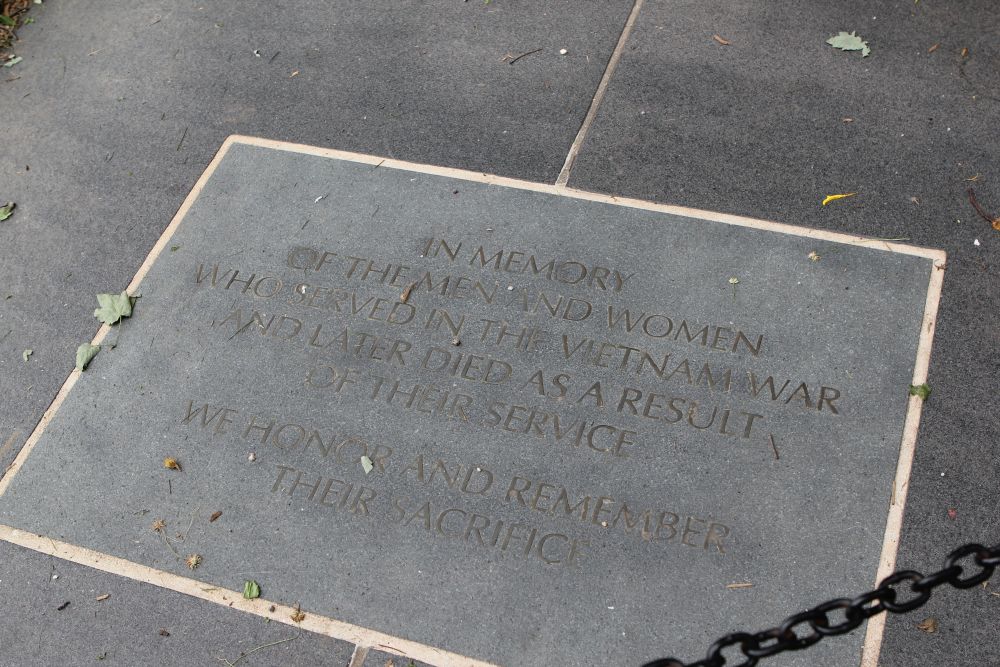 IN MEMORY
OF THE MEN AND WOMEN
WHO SERVED IN THE VIETNAM WAR
AND LATER DIED AS A RESULT
OF THEIR SERVICE
WE HONOR AND REMEMBER
THEIR SACRIFICE